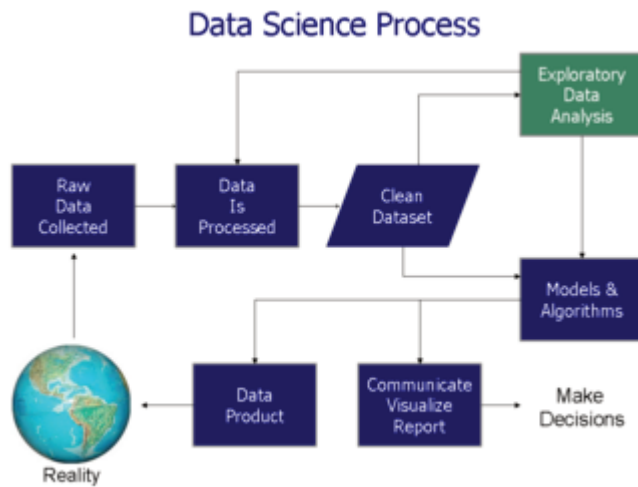 Data Science Process
Exploratory
Data
Analysis
Raw
Data
Collected
Data
Is
Processed
Clean
Dataset
Models &
Algorithms
Data
Product
Communicate
Visualize
Report
Make
Decisions
Reality